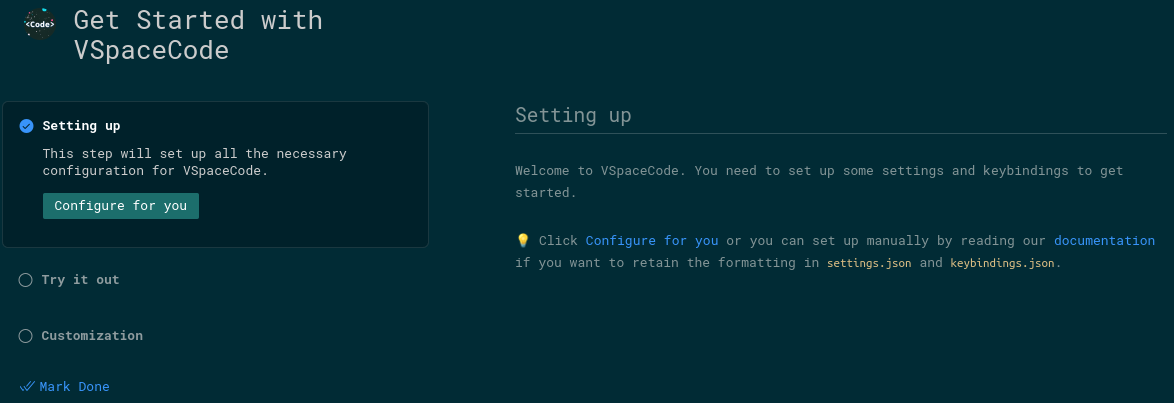 <Code>
Get Started with
VSpaceCode
Setting up
This step will set up all the necessary
configuration for VSpaceCode.
Configure for you
Try it out
Customization
Mark Done
Setting up
Welcome to VSpaceCode. You need to set up some settings and keybindings to get
started.
💡 Click Configure for you or you can set up manually by reading our documentation
if you want to retain the formatting in settings.json and keybindings.json.